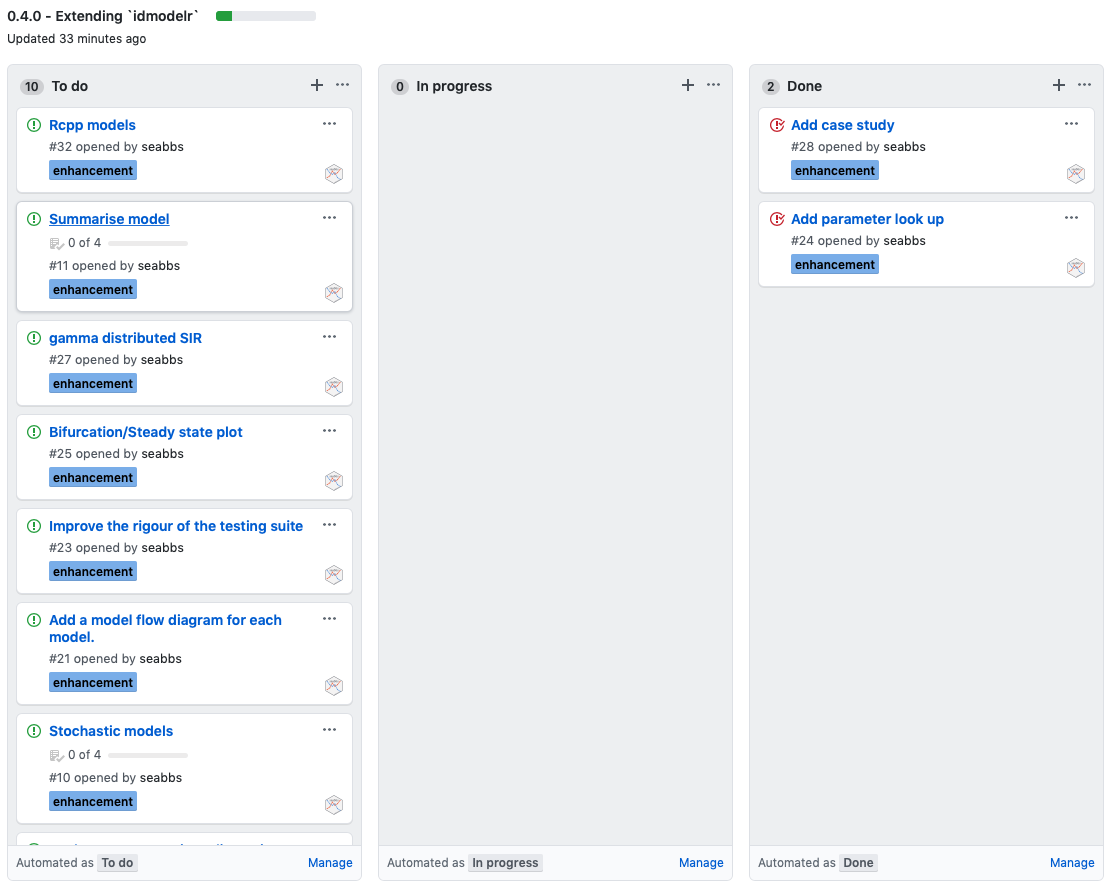 0.4.0 - Extending `idmodelr`
Updated 33 minutes ago
10 To do
Rcpp models
#32 opened by seabbs
enhancement
Summarise model
0 of 4
#11 opened by seabbs
enhancement
gamma distributed SIR
#27 opened by seabbs
enhancement
Bifurcation/Steady state plot
#25 opened by seabbs
enhancement
Improve the rigour of the testing suite
#23 opened by seabbs
enhancement
Add a model flow diagram for each
model.
#21 opened by seabbs
enhancement
Stochastic models
0 of 4
#10 opened by seabbs
enhancement
Automated as To do Manage
0 In progress
Automated as In progress Manage
2 Done
Add case study
#28 opened by seabbs
enhancement
Add parameter look up
#24 opened by seabbs
enhancement
Automated as Done Manage